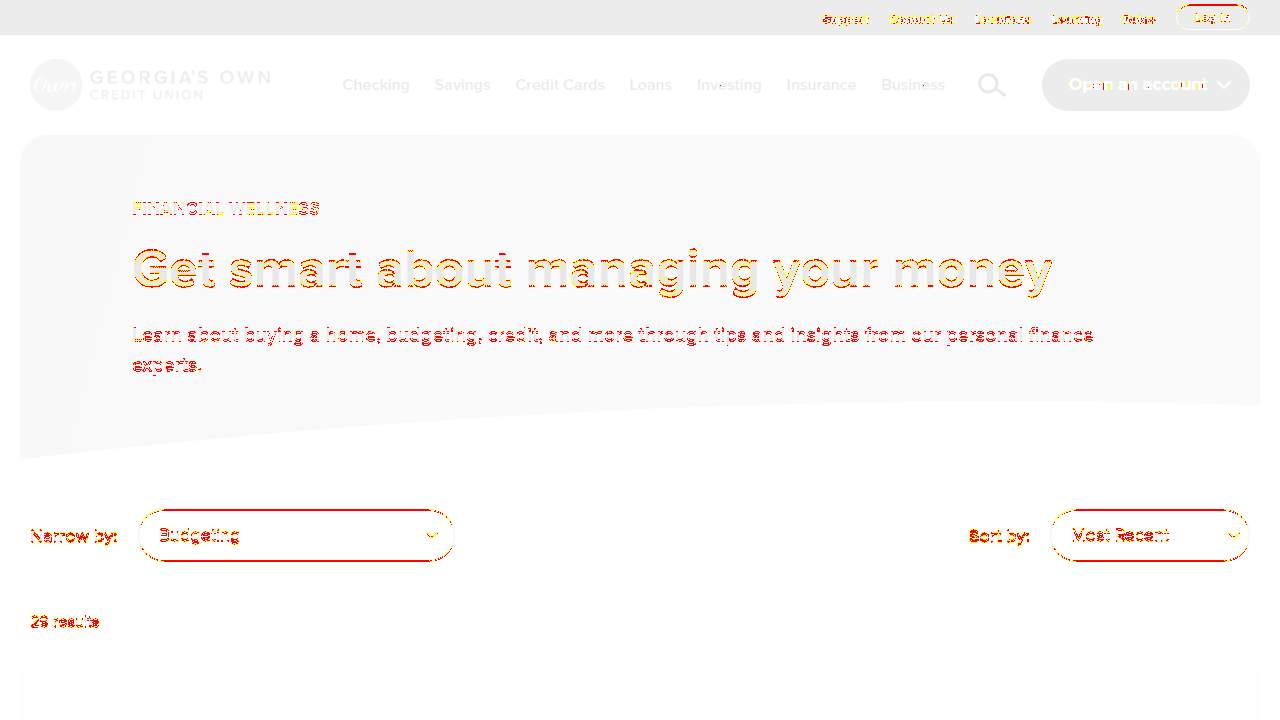 Support Contact Us Locations Learning Rates Log In
Own GEORGIA'S OWN
CREDIT UNION
Checking Savings Credit Cards Loans Investing Insurance Business Open an account
FINANCIAL WELLNESS
Get smart about managing your money
Learn about buying a home, budgeting, credit, and more through tips and insights from our personal finance
experts.
Narrow by: Budgeting Sort by: Most Recent
29 results